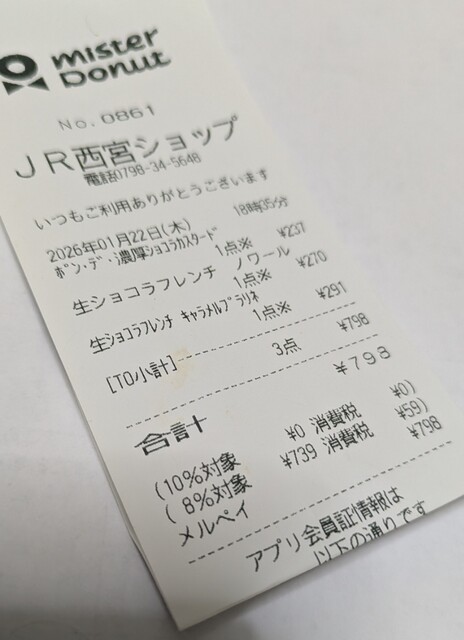 mister
Donut
No.0861
JR西宮ショップ
電話0798-34-5648
いつもご利用ありがとうございます
2026年01月22日(木) 18時35分
ポン・デ・濃厚ショコラカスタード
1点※ ¥237
生ショコラフレンチ ノワール
1点※ ¥270
生ショコラフレンチ キャラメルプラリネ
1点※ ¥291
[TO小計] 3点 ¥798
合計 ¥798
(10%対象 ¥0 消費税 ¥0)
( 8%対象 ¥739 消費税 ¥59)
メルペイ ¥798
アプリ会員証情報は
以下の通りです